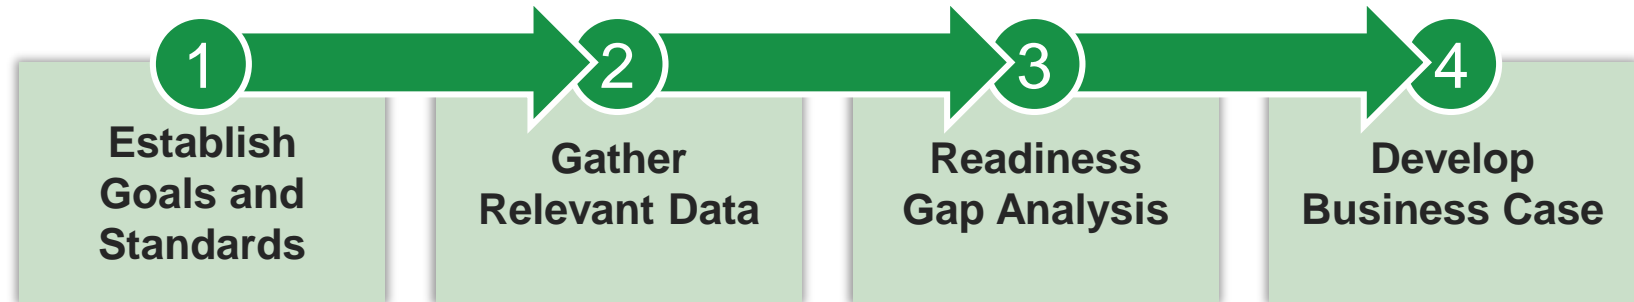 1
Establish
Goals and
Standards
2
Gather
Relevant Data
3
Readiness
Gap Analysis
4
Develop
Business Case